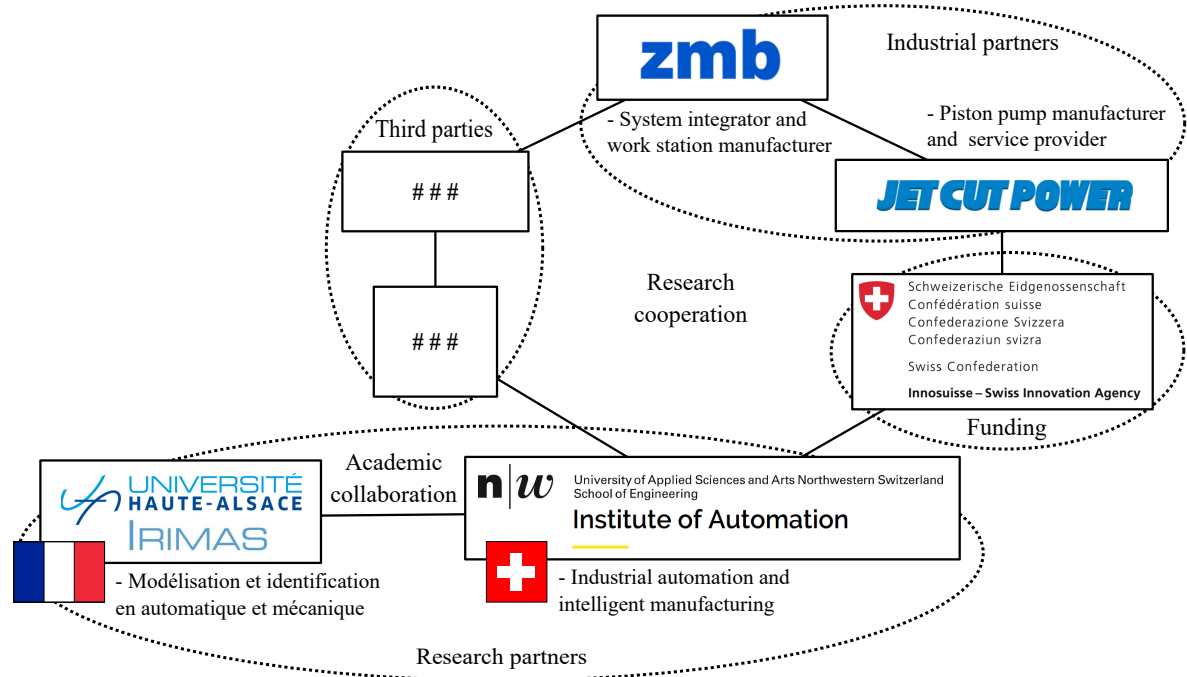 zmb
Industrial partners
- System integrator and
work station manufacturer
- Piston pump manufacturer
and service provider
Third parties
# # #
JET CUT POWER
# # #
Research
cooperation
Schweizerische Eidgenossenschaft
Confédération suisse
Confederazione Svizzera
Confederaziun svizra
Swiss Confederation
Innosuisse – Swiss Innovation Agency
Funding
UNIVERSITÉ
HAUTE-ALSACE
IRIMAS
Academic
collaboration
n|w
University of Applied Sciences and Arts Northwestern Switzerland
School of Engineering
Institute of Automation
- Modélisation et identification
en automatique et mécanique
- Industrial automation and
intelligent manufacturing
Research partners